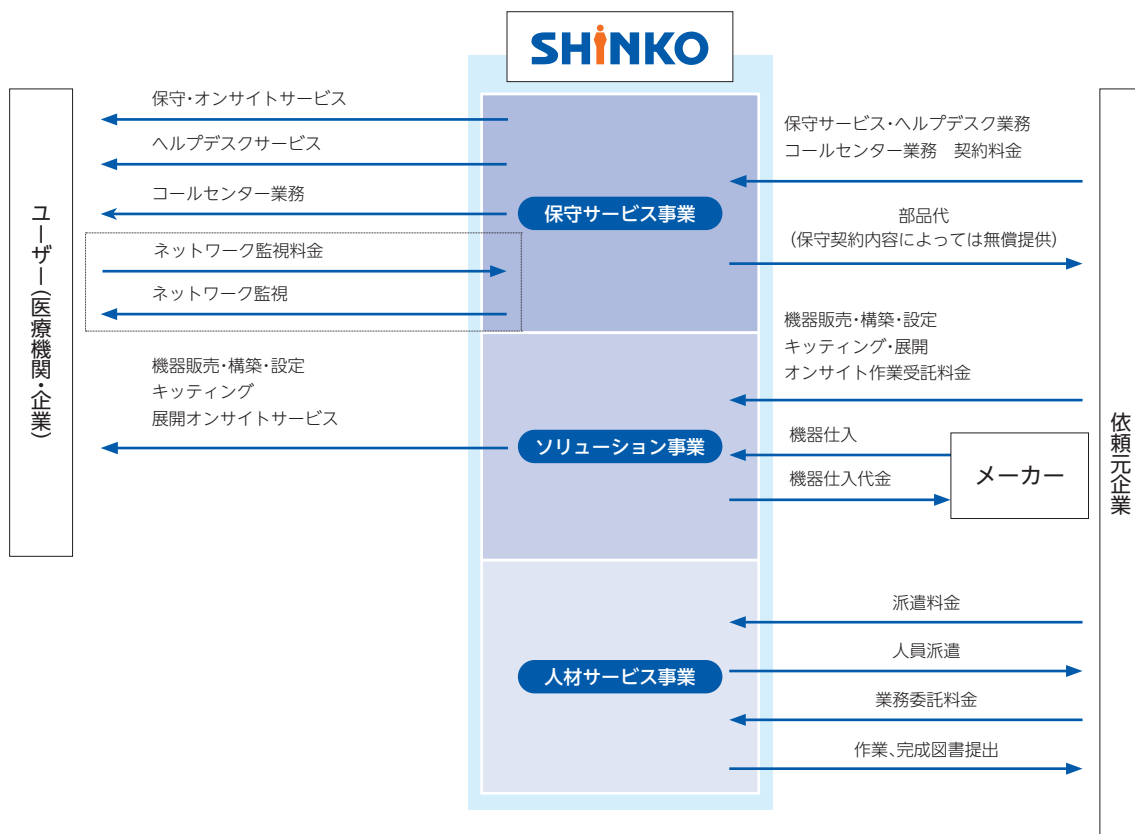 SHiNKO
ユーザー(医療機関・企業)
保守・オンサイトサービス
ヘルプデスクサービス
コールセンター業務
ネットワーク監視料金
ネットワーク監視
機器販売・構築・設定
キッティング
展開オンサイトサービス
保守サービス事業
ソリューション事業
人材サービス事業
保守サービス・ヘルプデスク業務
コールセンター業務　契約料金
部品代
(保守契約内容によっては無償提供)
機器販売・構築・設定
キッティング・展開
オンサイト作業受託料金
機器仕入
機器仕入代金
メーカー
派遣料金
人員派遣
業務委託料金
作業、完成図書提出
依頼元企業